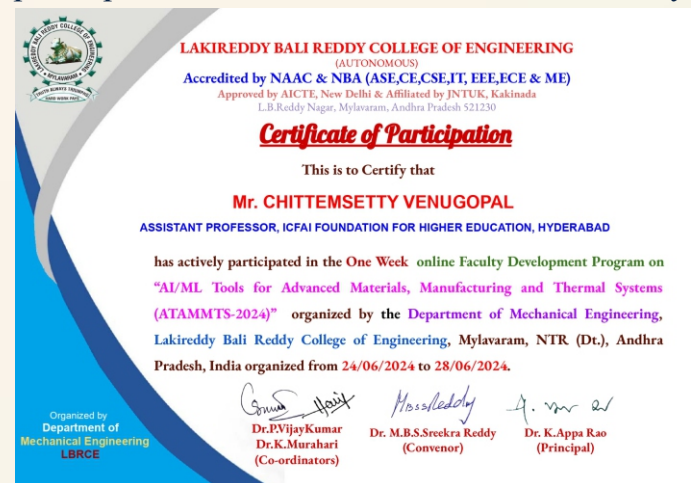 LAKIREDDY BALI REDDY COLLEGE OF ENGINEERING
(AUTONOMOUS)
Accredited by NAAC & NBA (ASE,CE,CSE,IT, EEE,ECE & ME)
Approved by AICTE, New Delhi & Affiliated by JNTUK, Kakinada
L.B.Reddy Nagar, Mylavaram, Andhra Pradesh 521230
Certificate of Participation
This is to Certify that
Mr. CHITTEMSETTY VENUGOPAL
ASSISTANT PROFESSOR, ICFAI FOUNDATION FOR HIGHER EDUCATION, HYDERABAD
has actively participated in the One Week online Faculty Development Program on
“AI/ML Tools for Advanced Materials, Manufacturing and Thermal Systems
(ATAMMTS-2024)” organized by the Department of Mechanical Engineering,
Lakireddy Bali Reddy College of Engineering, Mylavaram, NTR (Dt.), Andhra
Pradesh, India organized from 24/06/2024 to 28/06/2024.
Dr.P.VijayKumar
Dr.K.Murahari
(Co-ordinators)
Dr. M.B.S.Sreekra Reddy
(Convenor)
Dr. K.Appa Rao
(Principal)
Organized by
Department of
Mechanical Engineering
LBRCE